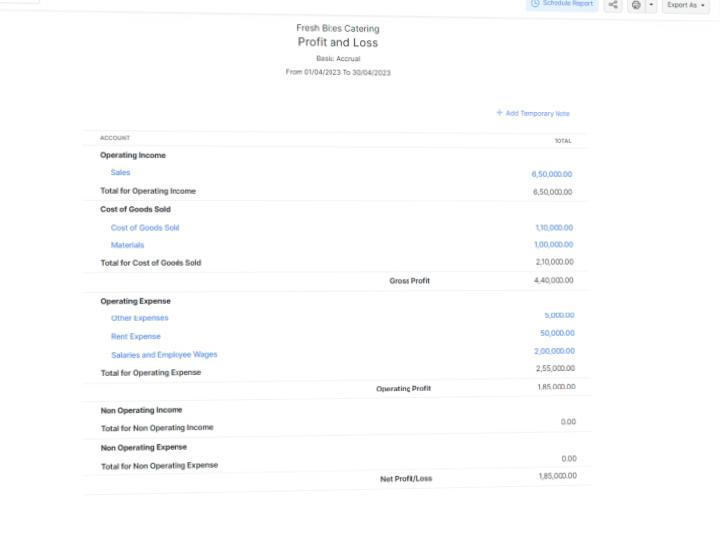 Schedule Report
Export As
Fresh Bites Catering
Profit and Loss
Basis: Accrual
From 01/04/2023 To 30/04/2023
+ Add Temporary Note
ACCOUNT TOTAL
Operating Income
Sales 6,50,000.00
Total for Operating Income 6,50,000.00
Cost of Goods Sold
Cost of Goods Sold 1,10,000.00
Materials 1,00,000.00
Total for Cost of Goods Sold 2,10,000.00
Gross Profit 4,40,000.00
Operating Expense
Other Expenses 5,000.00
Rent Expense 50,000.00
Salaries and Employee Wages 2,00,000.00
Total for Operating Expense 2,55,000.00
Operating Profit 1,85,000.00
Non Operating Income
Total for Non Operating Income 0.00
Non Operating Expense
Total for Non Operating Expense 0.00
Net Profit/Loss 1,85,000.00